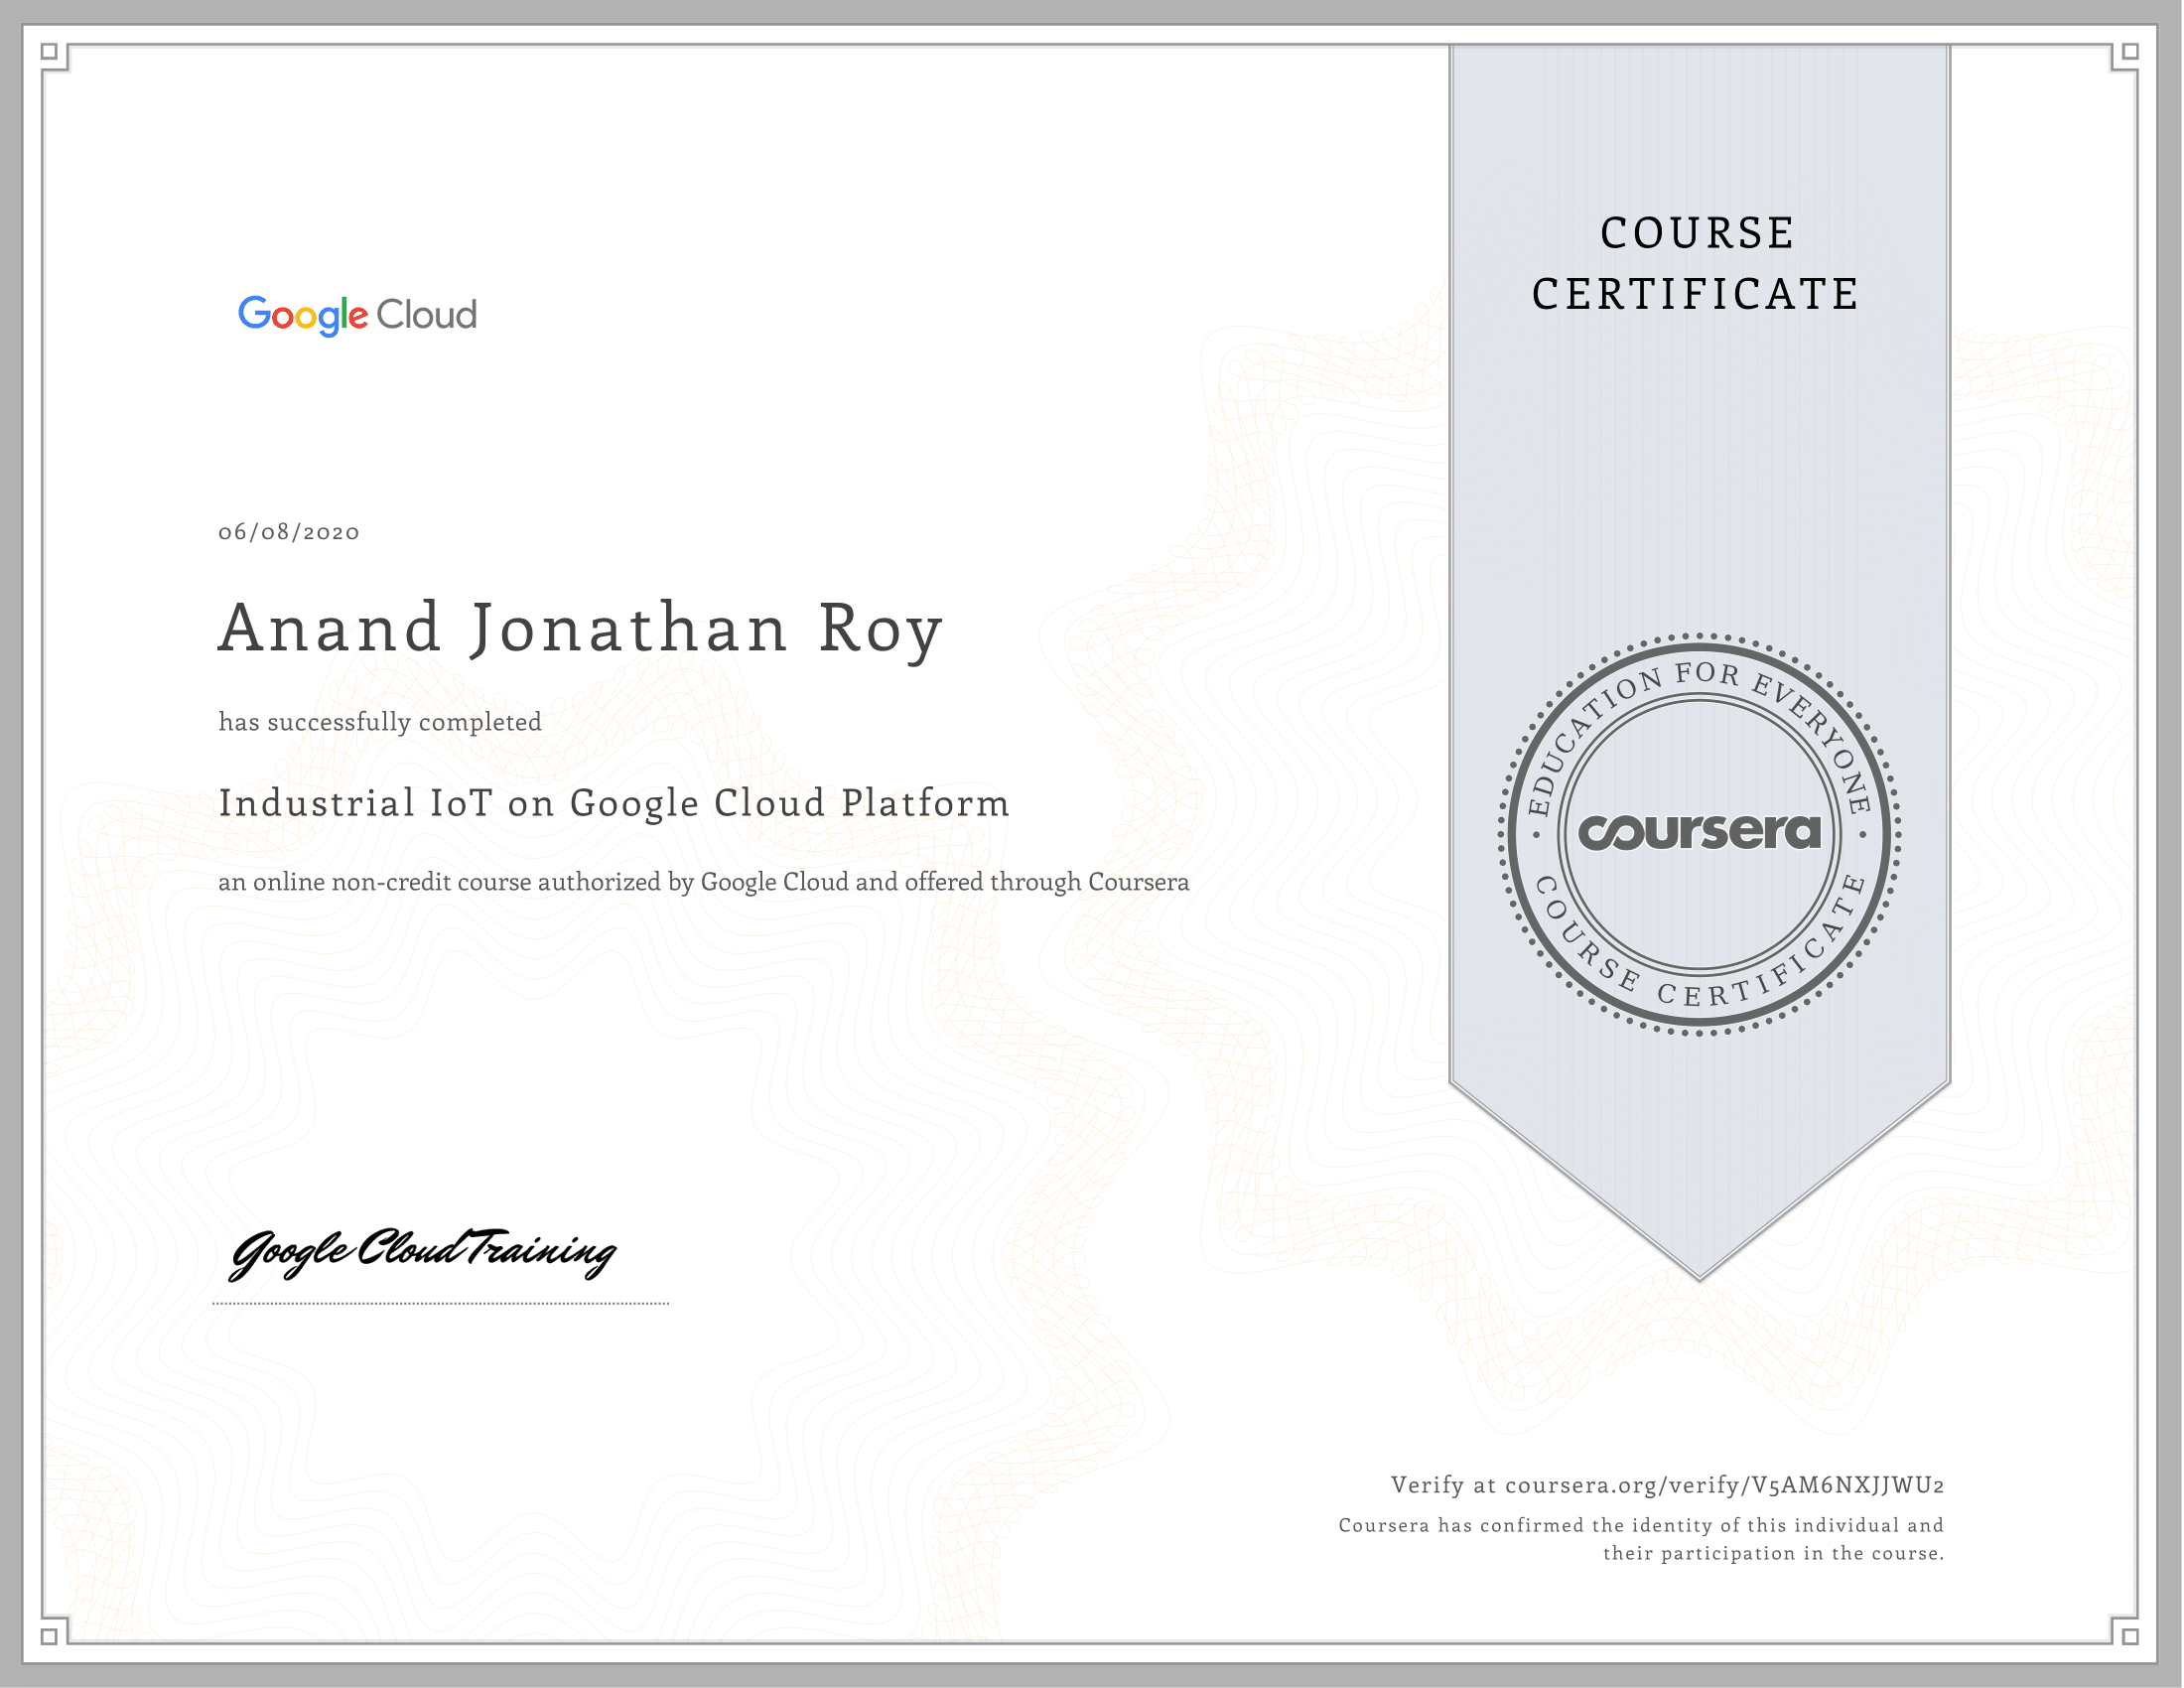 COURSE
CERTIFICATE
Google Cloud
06/08/2020
Anand Jonathan Roy
has successfully completed
Industrial IoT on Google Cloud Platform
an online non-credit course authorized by Google Cloud and offered through Coursera
EDUCATION FOR EVERYONE
coursera
COURSE CERTIFICATE
Google Cloud Training
Verify at coursera.org/verify/V5AM6NXJJWU2
Coursera has confirmed the identity of this individual and
their participation in the course.